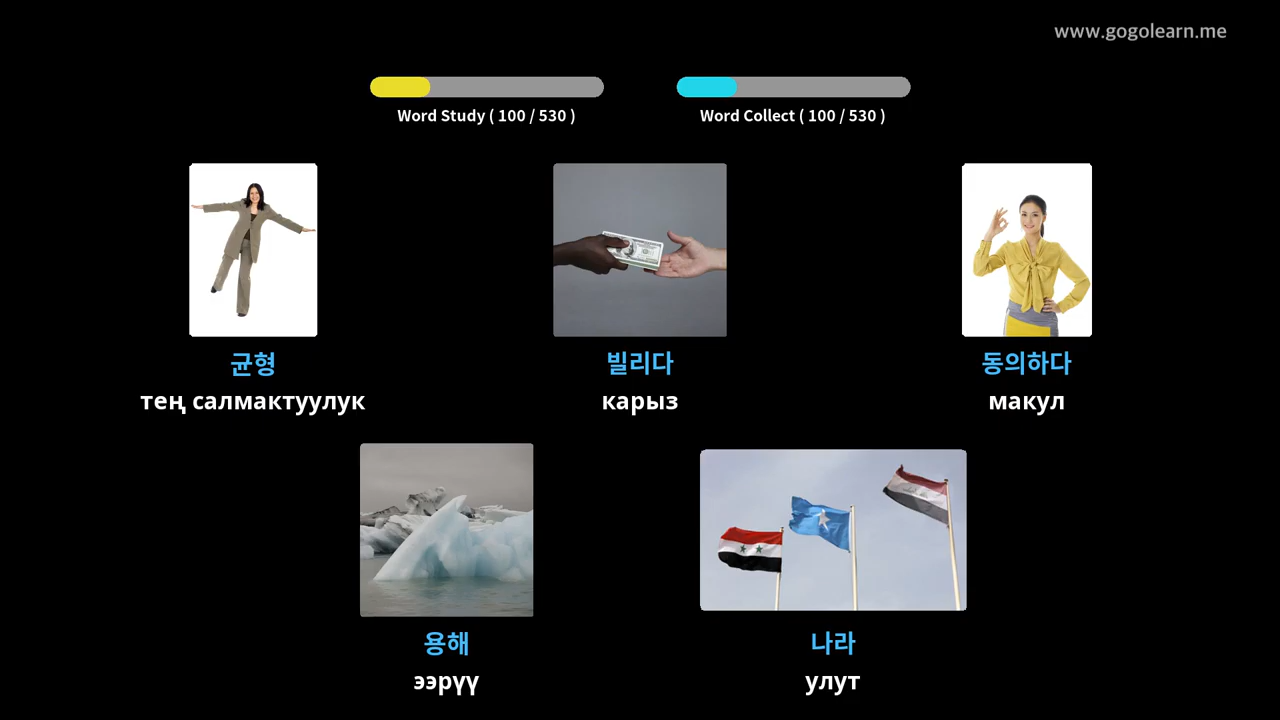 www.gogolearn.me
Word Study ( 100 / 530 )
Word Collect ( 100 / 530 )
균형
빌리다
동의하다
тең салмактуулук
карыз
макул
용해
나라
ээрүү
улут